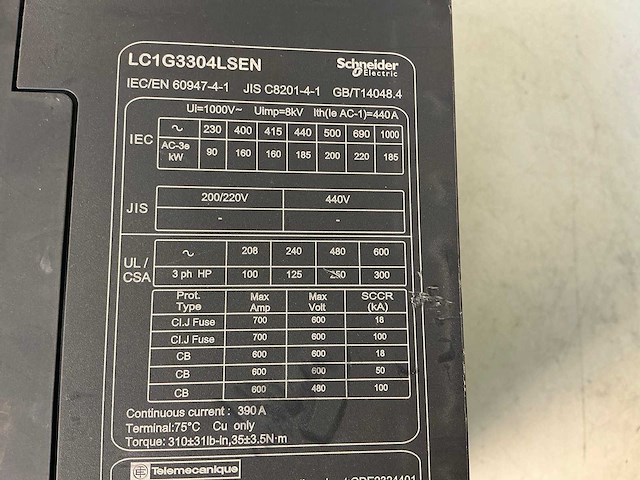 LC1G3304LSEN Schneider Electric
IEC/EN 60947-4-1 JIS C8201-4-1 GB/T14048.4
UI=1000V~ UImp=8kV Ith(Ie AC-1)=440A
IEC ~ 230 400 415 440 500 690 1000
AC-3e kW 90 160 160 185 200 220 185
JIS 200/220V 440V
- -
UL/CSA ~ 208 240 480 600
3 ph HP 100 125 250 300
Prot. Type Max Amp Max Volt SCCR (kA)
Cl.J Fuse 700 600 18
Cl.J Fuse 700 600 100
CB 600 600 18
CB 600 600 50
CB 600 480 100
Continuous current : 390 A
Terminal:75°C Cu only
Torque: 310±31lb-in,35±3.5N·m
Telemecanique